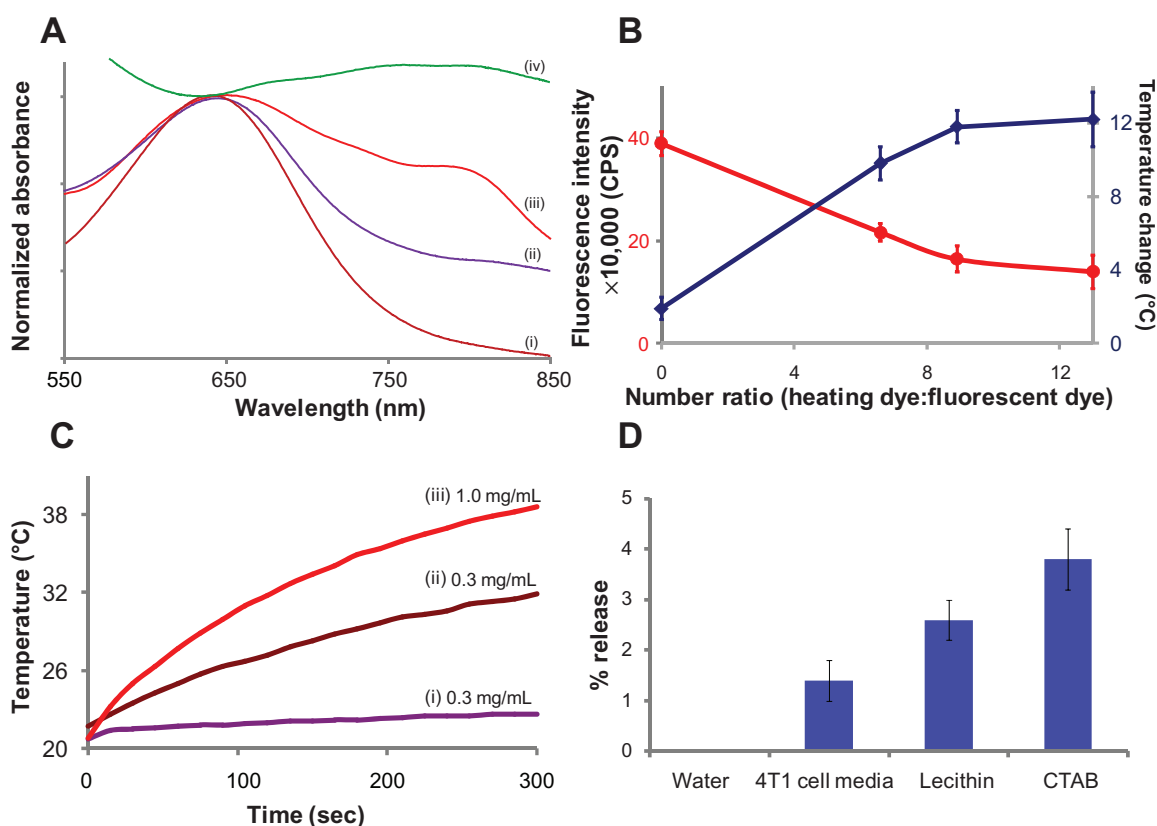 A
(iv)
(iii)
(ii)
(i)
Normalized absorbance
550 650 750 850
Wavelength (nm)
B
Fluorescence intensity
×10,000 (CPS)
40
20
0
12
8
4
0
Temperature
change (°C)
0 4 8 12
Number ratio (heating dye:fluorescent dye)
C
Temperature (°C)
38
32
26
20
(iii) 1.0 mg/mL
(ii) 0.3 mg/mL
(i) 0.3 mg/mL
0 100 200 300
Time (sec)
D
% release
5
4
3
2
1
0
Water 4T1 cell media Lecithin CTAB